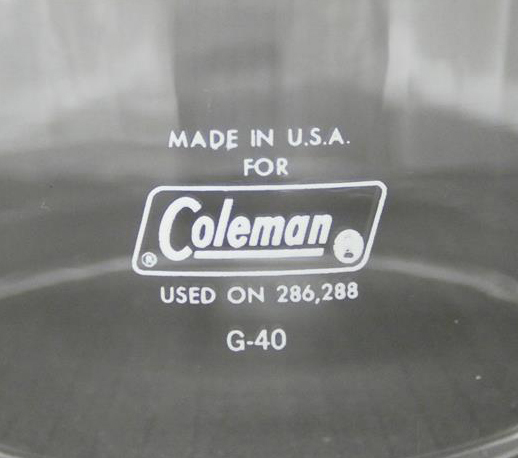 MADE IN U.S.A.
FOR
Coleman
®
USED ON 286,288
G-40